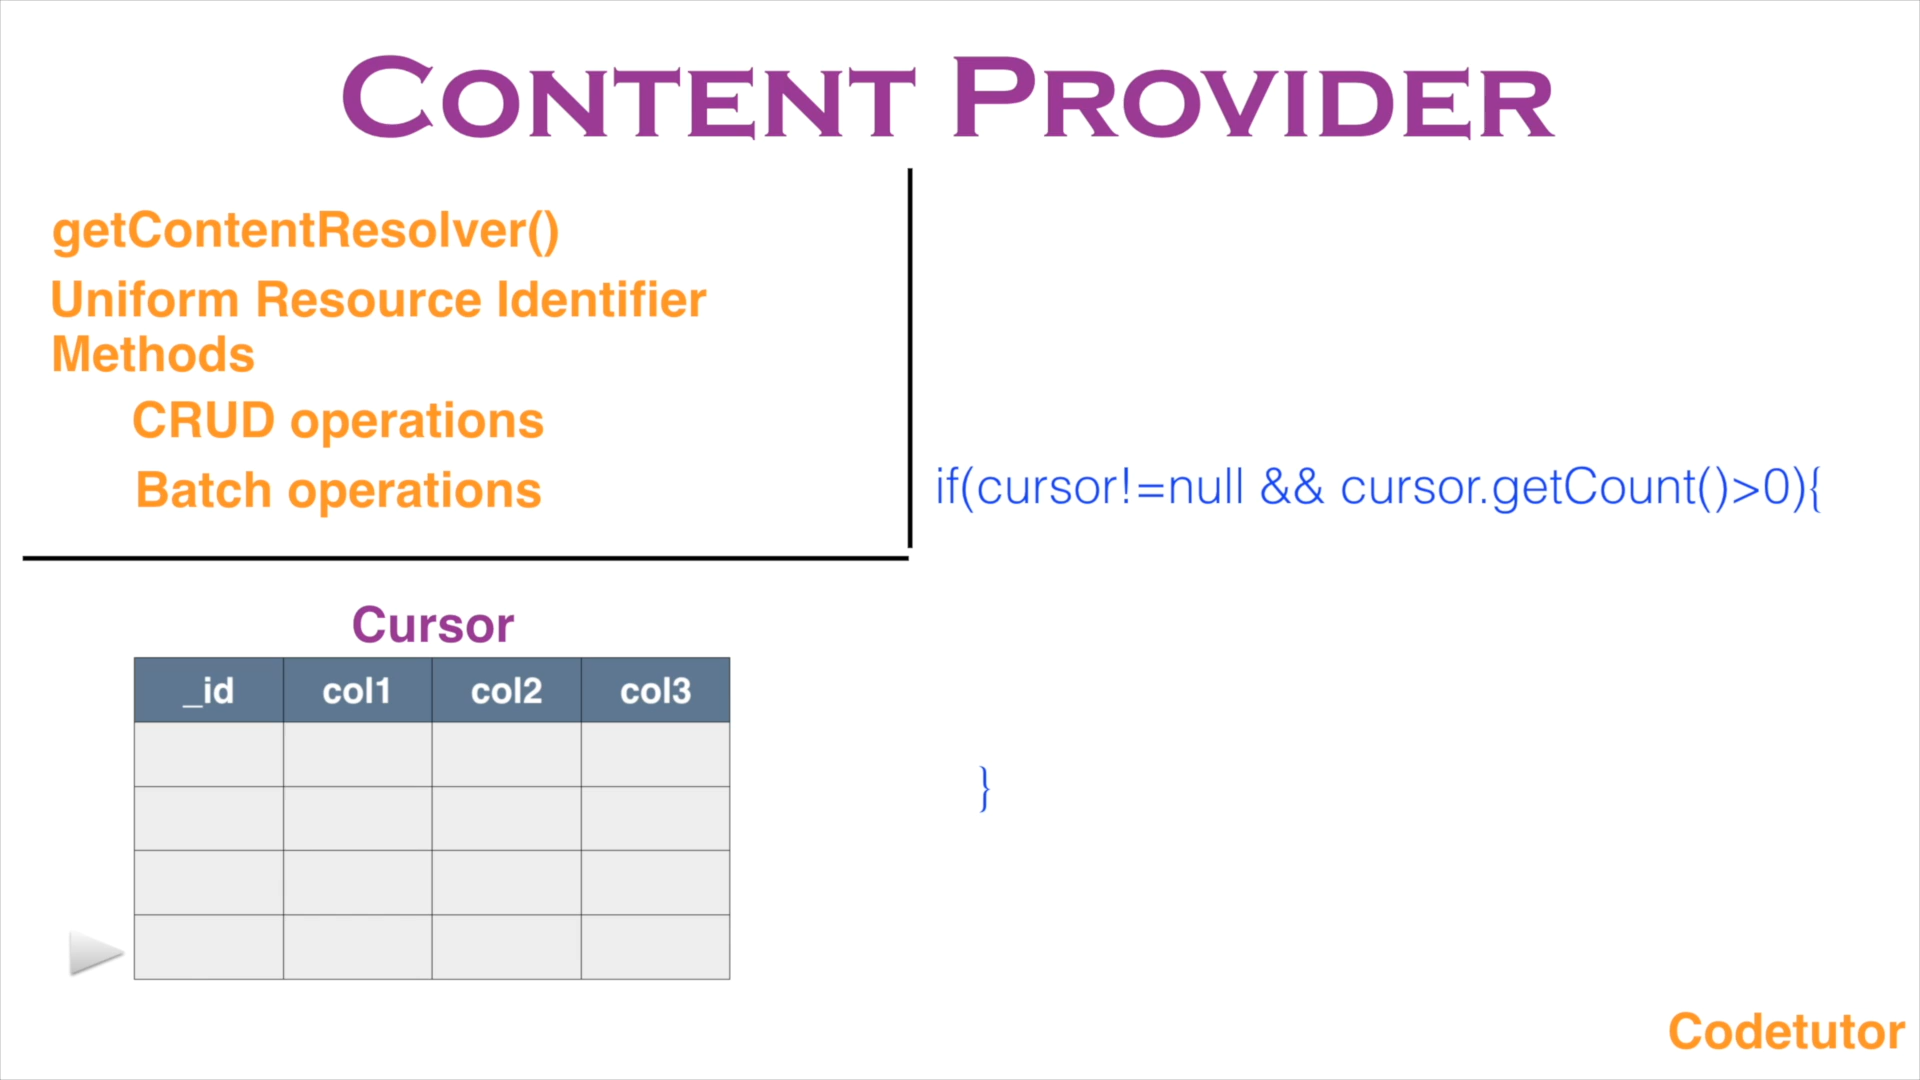 CONTENT PROVIDER
getContentResolver()
Uniform Resource Identifier
Methods
CRUD operations
Batch operations
if(cursor!=null && cursor.getCount()>0){
}
Cursor
_id col1 col2 col3
Codetutor